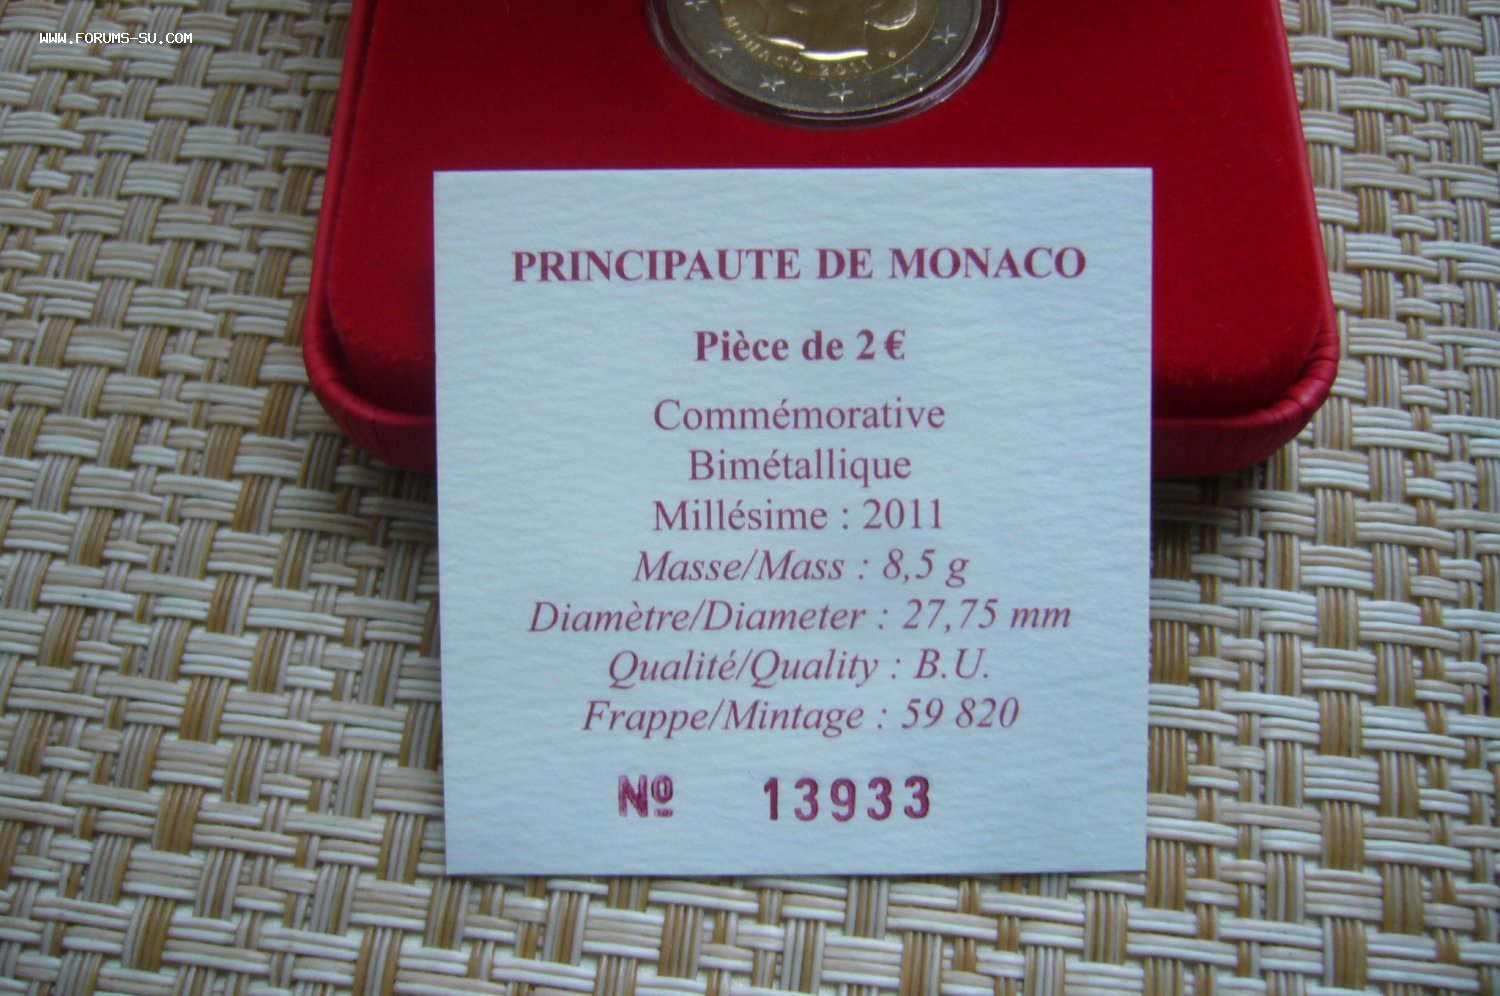 WWW.FORUMS-SU.COM
MONACO 2011
PRINCIPAUTE DE MONACO
Pièce de 2 €
Commémorative
Bimétallique
Millésime : 2011
Masse/Mass : 8,5 g
Diamètre/Diameter : 27,75 mm
Qualité/Quality : B.U.
Frappe/Mintage : 59 820
Nº 13933